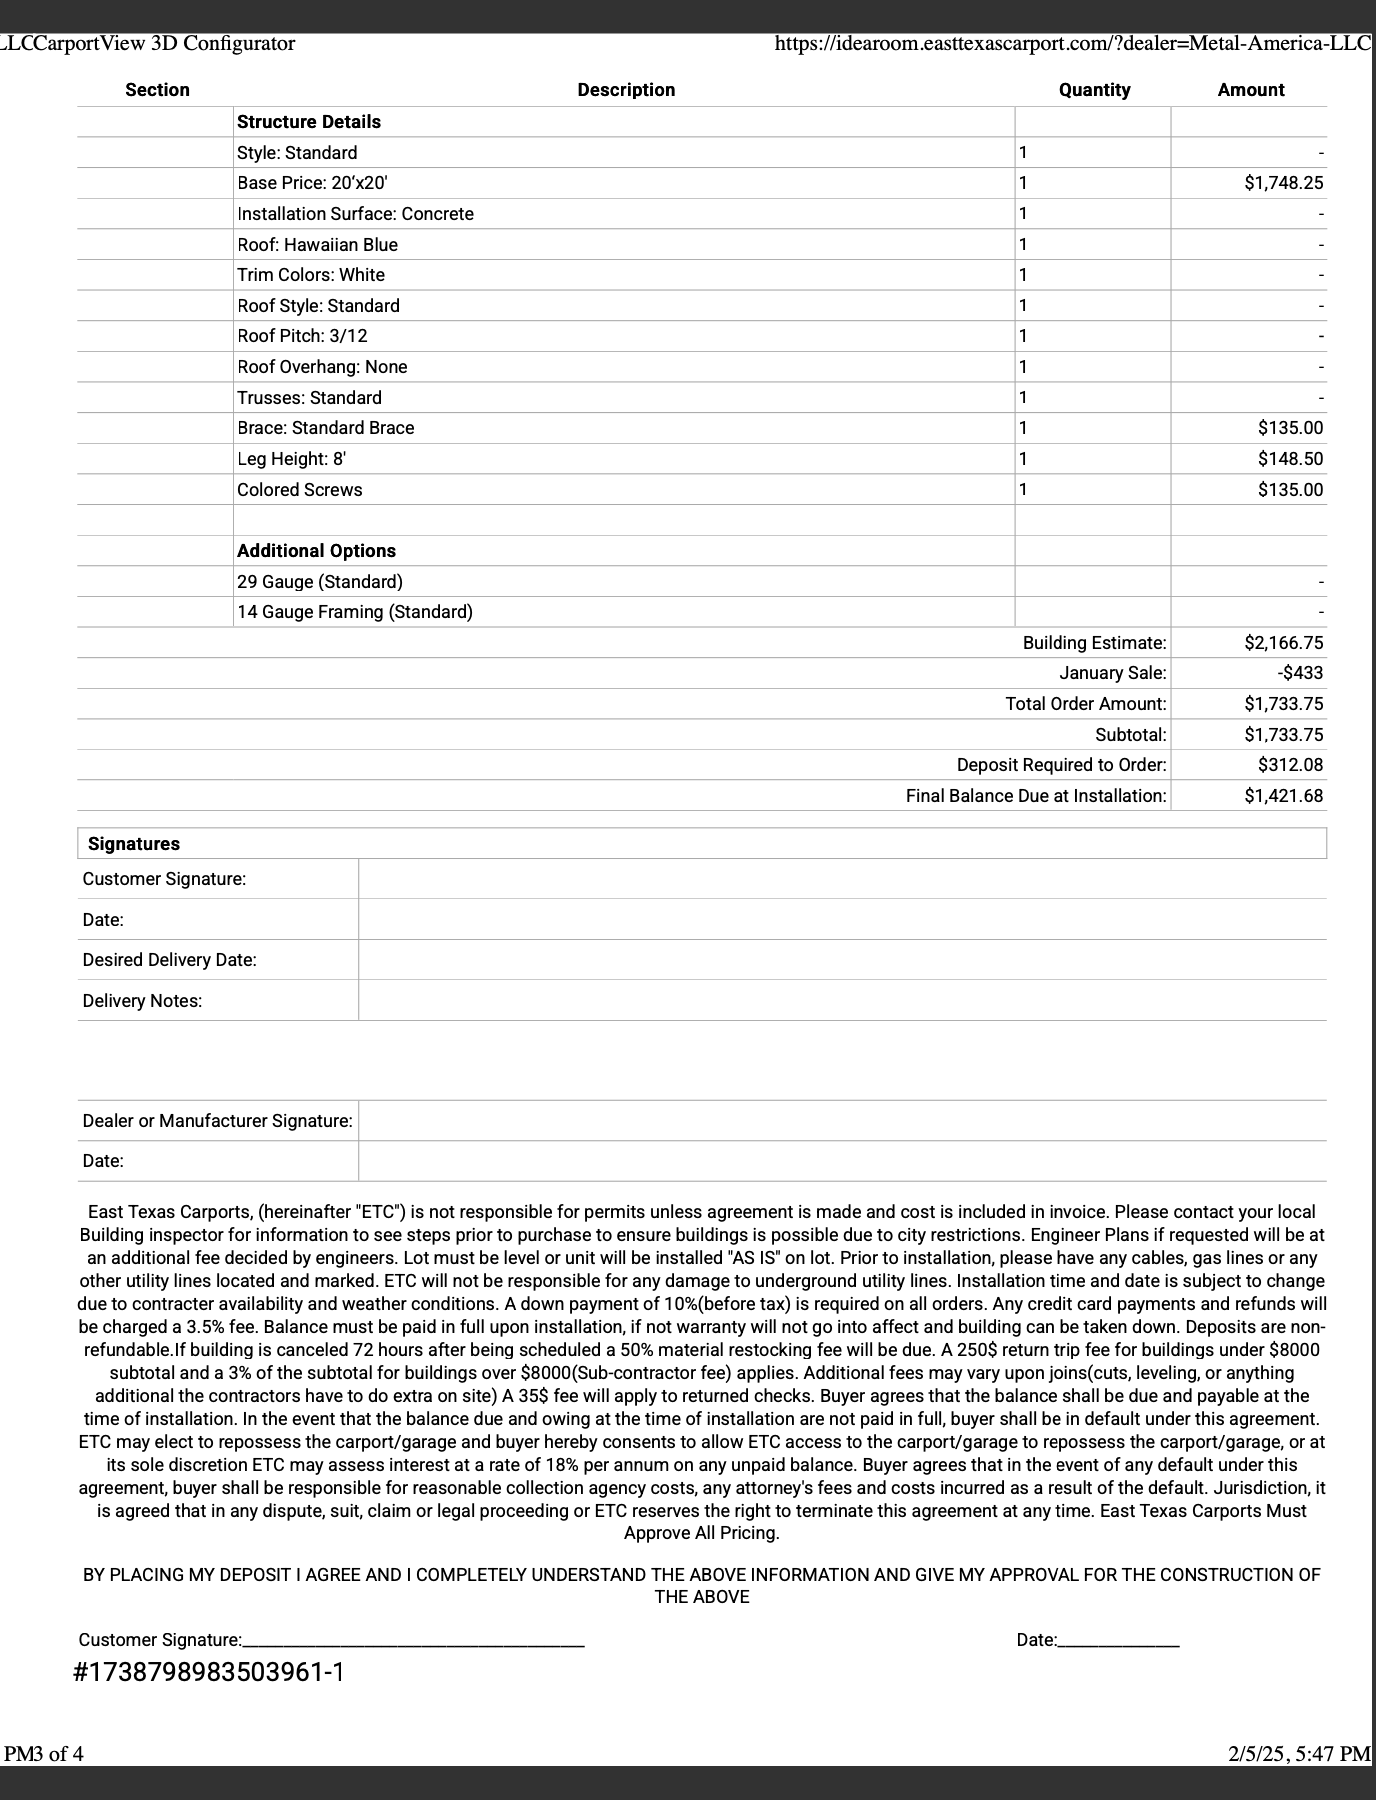 LLCCarportView 3D Configurator https://idearoom.easttexascarport.com/?dealer=Metal-America-LLC
Section Description Quantity Amount
Structure Details
Style: Standard 1 -
Base Price: 20'x20' 1 $1,748.25
Installation Surface: Concrete 1 -
Roof: Hawaiian Blue 1 -
Trim Colors: White 1 -
Roof Style: Standard 1 -
Roof Pitch: 3/12 1 -
Roof Overhang: None 1 -
Trusses: Standard 1 -
Brace: Standard Brace 1 $135.00
Leg Height: 8' 1 $148.50
Colored Screws 1 $135.00
Additional Options
29 Gauge (Standard) -
14 Gauge Framing (Standard) -
Building Estimate: $2,166.75
January Sale: -$433
Total Order Amount: $1,733.75
Subtotal: $1,733.75
Deposit Required to Order: $312.08
Final Balance Due at Installation: $1,421.68
Signatures
Customer Signature:
Date:
Desired Delivery Date:
Delivery Notes:
Dealer or Manufacturer Signature:
Date:
East Texas Carports, (hereinafter "ETC") is not responsible for permits unless agreement is made and cost is included in invoice. Please contact your local
Building inspector for information to see steps prior to purchase to ensure buildings is possible due to city restrictions. Engineer Plans if requested will be at
an additional fee decided by engineers. Lot must be level or unit will be installed "AS IS" on lot. Prior to installation, please have any cables, gas lines or any
other utility lines located and marked. ETC will not be responsible for any damage to underground utility lines. Installation time and date is subject to change
due to contracter availability and weather conditions. A down payment of 10%(before tax) is required on all orders. Any credit card payments and refunds will
be charged a 3.5% fee. Balance must be paid in full upon installation, if not warranty will not go into affect and building can be taken down. Deposits are non-
refundable.If building is canceled 72 hours after being scheduled a 50% material restocking fee will be due. A 250$ return trip fee for buildings under $8000
subtotal and a 3% of the subtotal for buildings over $8000(Sub-contractor fee) applies. Additional fees may vary upon joins(cuts, leveling, or anything
additional the contractors have to do extra on site) A 35$ fee will apply to returned checks. Buyer agrees that the balance shall be due and payable at the
time of installation. In the event that the balance due and owing at the time of installation are not paid in full, buyer shall be in default under this agreement.
ETC may elect to repossess the carport/garage and buyer hereby consents to allow ETC access to the carport/garage to repossess the carport/garage, or at
its sole discretion ETC may assess interest at a rate of 18% per annum on any unpaid balance. Buyer agrees that in the event of any default under this
agreement, buyer shall be responsible for reasonable collection agency costs, any attorney's fees and costs incurred as a result of the default. Jurisdiction, it
is agreed that in any dispute, suit, claim or legal proceeding or ETC reserves the right to terminate this agreement at any time. East Texas Carports Must
Approve All Pricing.
BY PLACING MY DEPOSIT I AGREE AND I COMPLETELY UNDERSTAND THE ABOVE INFORMATION AND GIVE MY APPROVAL FOR THE CONSTRUCTION OF
THE ABOVE
Customer Signature:__________________________________ Date:____________
#1738798983503961-1
PM3 of 4 2/5/25, 5:47 PM